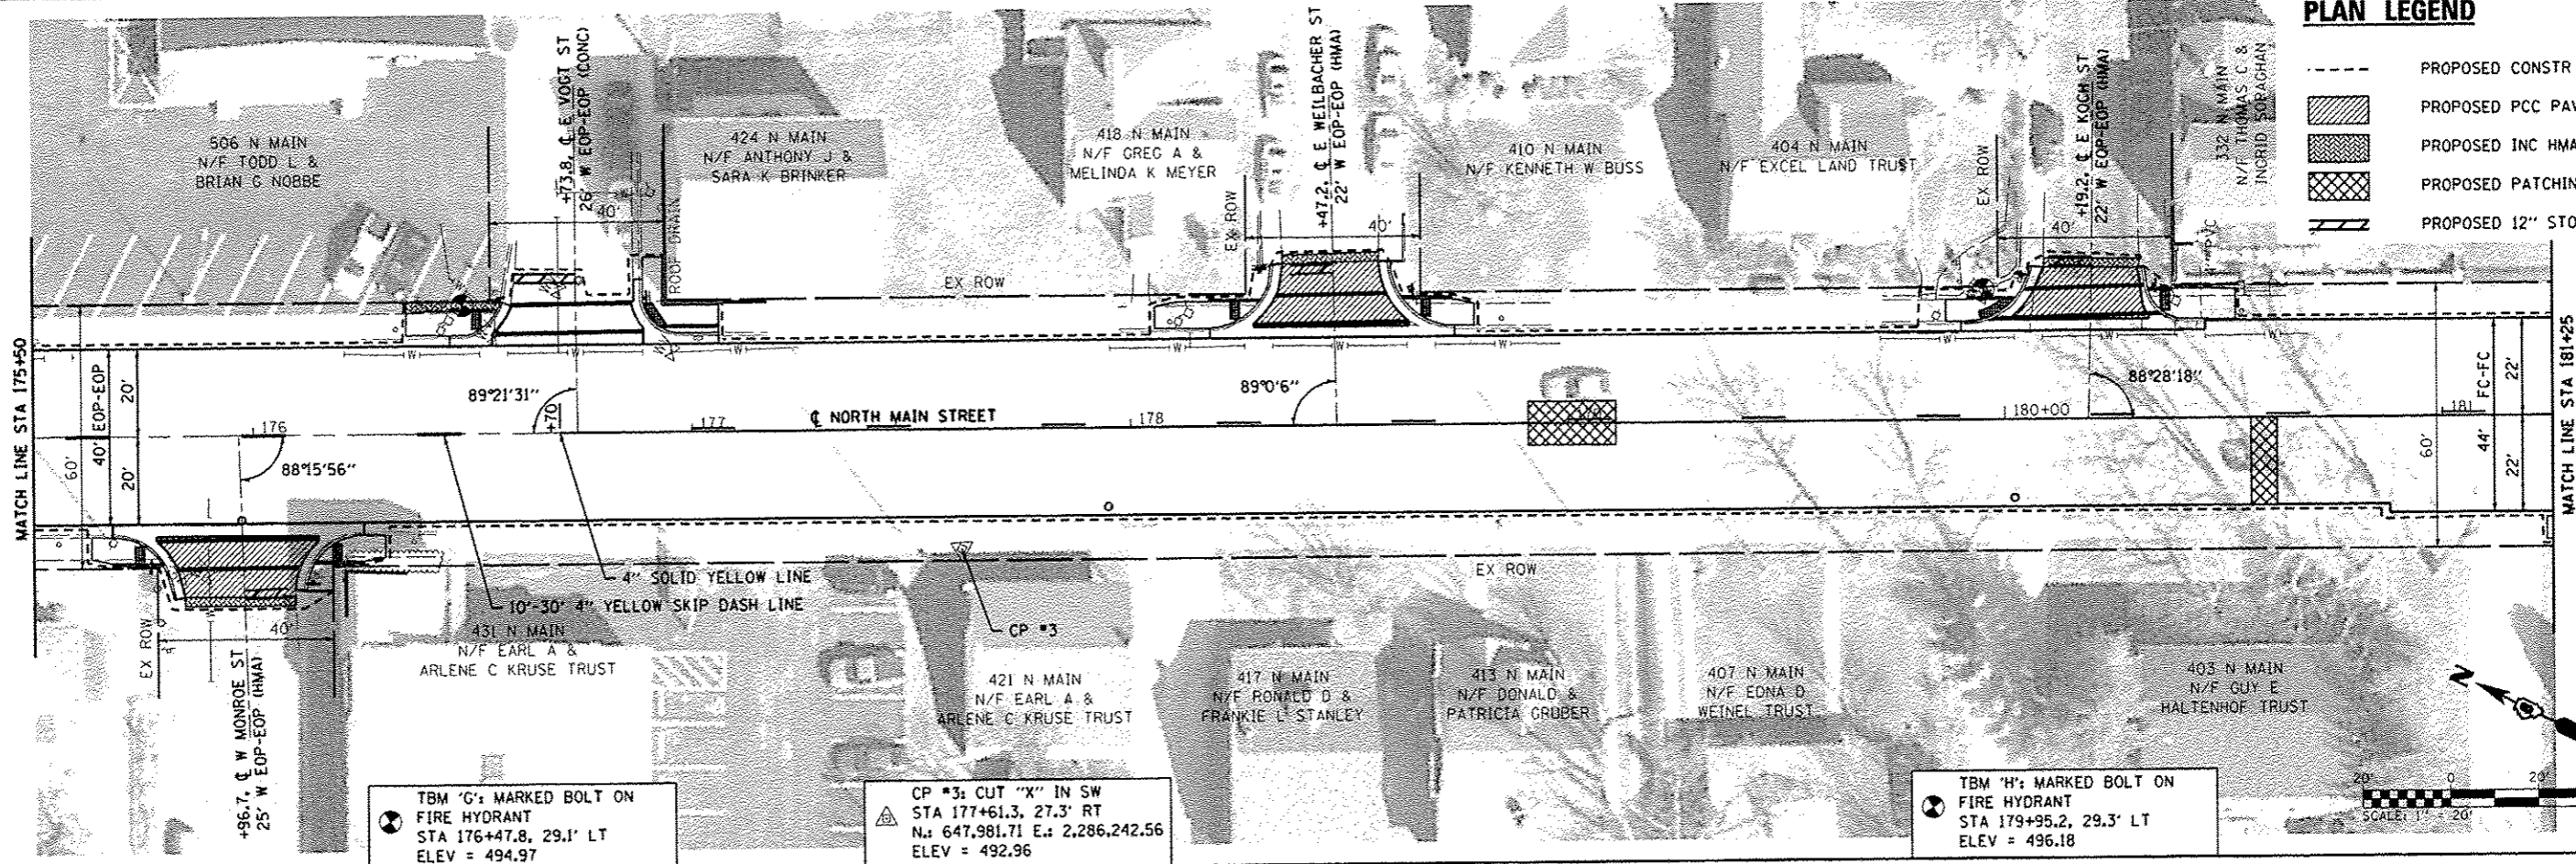 PLAN LEGEND
PROPOSED CONSTR
PROPOSED PCC PAV
PROPOSED INC HMA
PROPOSED PATCHIN
PROPOSED 12" STO
506 N MAIN
N/F TODD L &
BRIAN G NOBBE
+73.8, ℄ E VOGT ST
26' W EOP-EOP (CONC)
40'
ROOF DRAIN
424 N MAIN
N/F ANTHONY J &
SARA K BRINKER
418 N MAIN
N/F GREG A &
MELINDA K MEYER
EX ROW
+47.2, ℄ E WEILBACHER ST
22' W EOP-EOP (HMA)
40'
410 N MAIN
N/F KENNETH W BUSS
404 N MAIN
N/F EXCEL LAND TRUST
EX ROW
+19.2, ℄ E KOCH ST
22' W EOP-EOP (HMA)
40'
332 N MAIN
N/F THOMAS C &
INGRID SORAGHAN
EX ROW
MATCH LINE STA 175+50
60'
40' EOP-EOP
20'
20'
176
88°15'56"
89°21'31"
+70
177
℄ NORTH MAIN STREET
178
89°0'6"
180+00
88°28'18"
181
60'
FC-FC
44'
22'
22'
MATCH LINE STA 181+25
4" SOLID YELLOW LINE
10'-30' 4" YELLOW SKIP DASH LINE
CP #3
EX ROW
EX ROW
40'
+96.7, ℄ W MONROE ST
25' W EOP-EOP (HMA)
431 N MAIN
N/F EARL A &
ARLENE C KRUSE TRUST
421 N MAIN
N/F EARL A &
ARLENE C KRUSE TRUST
417 N MAIN
N/F RONALD D &
FRANKIE L STANLEY
413 N MAIN
N/F DONALD &
PATRICIA GRUBER
407 N MAIN
N/F EDNA D
WEINEL TRUST
403 N MAIN
N/F GUY E
HALTENHOF TRUST
N
TBM 'G': MARKED BOLT ON
FIRE HYDRANT
STA 176+47.8, 29.1' LT
ELEV = 494.97
CP #3: CUT "X" IN SW
STA 177+61.3, 27.3' RT
N.: 647,981.71 E.: 2,286,242.56
ELEV = 492.96
TBM 'H': MARKED BOLT ON
FIRE HYDRANT
STA 179+95.2, 29.3' LT
ELEV = 496.18
20' 0 20'
SCALE: 1" = 20'